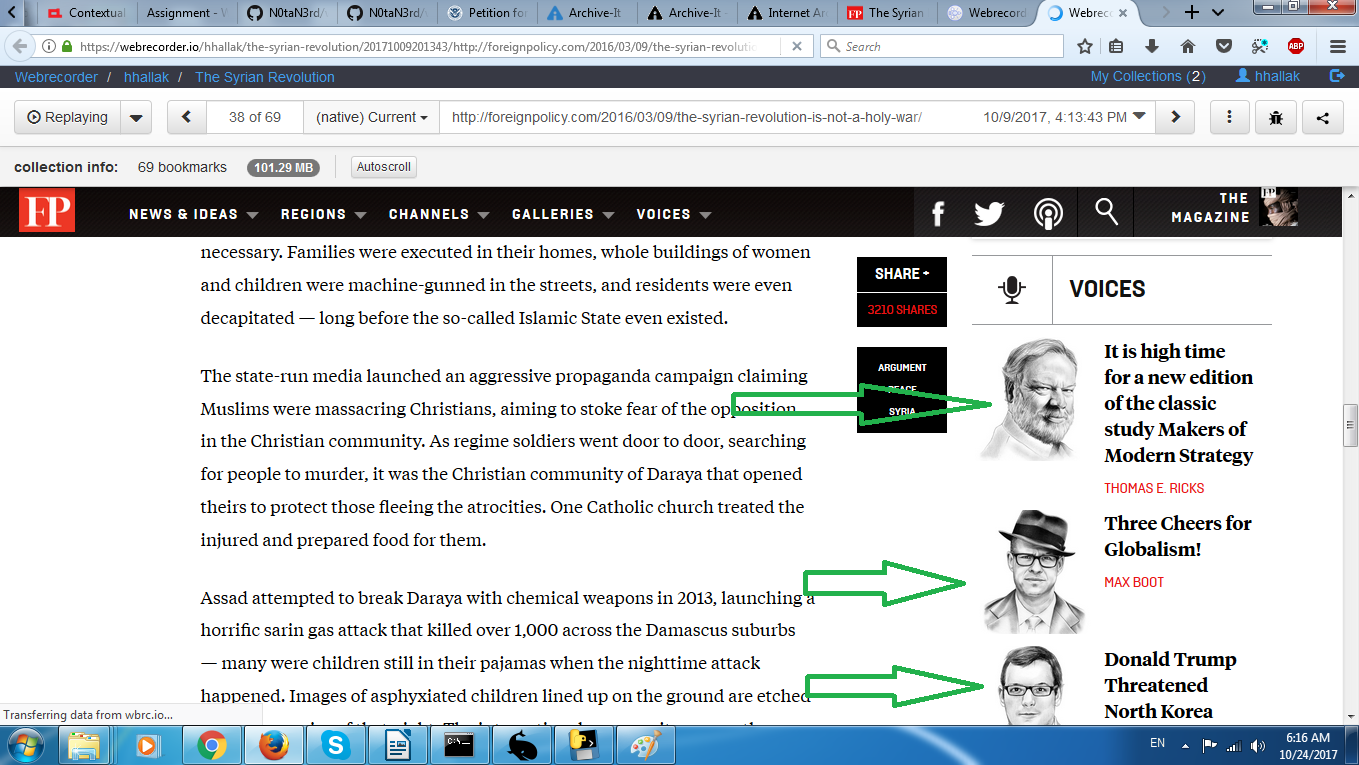 Contextual
Assignment - W
N0taN3rd/
N0taN3rd/
Petition for
Archive-It
Archive-It -
Internet Ar
FP The Syrian
Webrecord
Webrec
https://webrecorder.io/hhallak/the-syrian-revolution/20171009201343/http://foreignpolicy.com/2016/03/09/the-syrian-revolutio
Search
ABP
Webrecorder / hhallak / The Syrian Revolution
My Collections (2)
hhallak
Replaying
38 of 69
(native) Current
http://foreignpolicy.com/2016/03/09/the-syrian-revolution-is-not-a-holy-war/
10/9/2017, 4:13:43 PM
collection info:
69 bookmarks
101.29 MB
Autoscroll
FP
NEWS & IDEAS
REGIONS
CHANNELS
GALLERIES
VOICES
THE
MAGAZINE
FP
necessary. Families were executed in their homes, whole buildings of women
and children were machine-gunned in the streets, and residents were even
decapitated — long before the so-called Islamic State even existed.
The state-run media launched an aggressive propaganda campaign claiming
Muslims were massacring Christians, aiming to stoke fear of the opposition
in the Christian community. As regime soldiers went door to door, searching
for people to murder, it was the Christian community of Daraya that opened
theirs to protect those fleeing the atrocities. One Catholic church treated the
injured and prepared food for them.
Assad attempted to break Daraya with chemical weapons in 2013, launching a
horrific sarin gas attack that killed over 1,000 across the Damascus suburbs
— many were children still in their pajamas when the nighttime attack
happened. Images of asphyxiated children lined up on the ground are etched
SHARE +
3210 SHARES
ARGUMENT
PEACE
SYRIA
VOICES
It is high time
for a new edition
of the classic
study Makers of
Modern Strategy
THOMAS E. RICKS
Three Cheers for
Globalism!
MAX BOOT
Donald Trump
Threatened
North Korea
Transferring data from wbrc.io...
EN
6:16 AM
10/24/2017